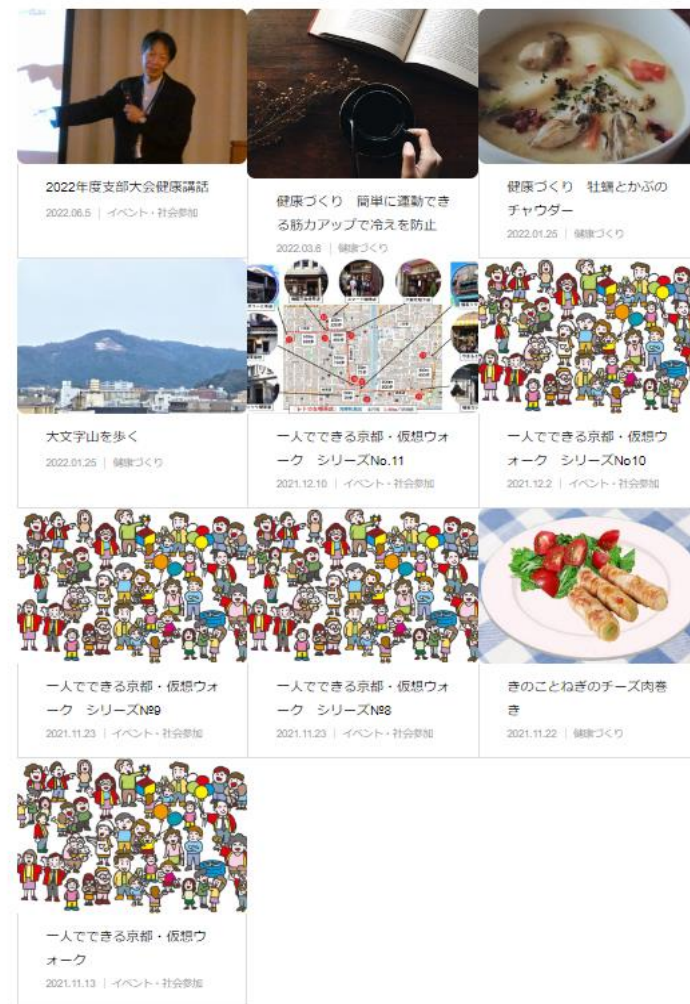 2022年度支部大会健康講話
2022.06.5 | イベント・社会参加
健康づくり 簡単に運動でき
る筋力アップで冷えを防止
2022.03.6 | 健康づくり
健康づくり 牡蠣とかぶの
チャウダー
2022.01.25 | 健康づくり
大文字山を歩く
2022.01.25 | 健康づくり
一人でできる京都・仮想ウォ
ーク シリーズNo.11
2021.12.10 | イベント・社会参加
一人でできる京都・仮想ウ
ォーク シリーズNo10
2021.12.2 | イベント・社会参加
一人でできる京都・仮想ウォ
ーク シリーズ№9
2021.11.23 | イベント・社会参加
一人でできる京都・仮想ウォ
ーク シリーズ№8
2021.11.23 | イベント・社会参加
きのことねぎのチーズ肉巻
き
2021.11.22 | 健康づくり
一人でできる京都・仮想ウ
ォーク
2021.11.13 | イベント・社会参加